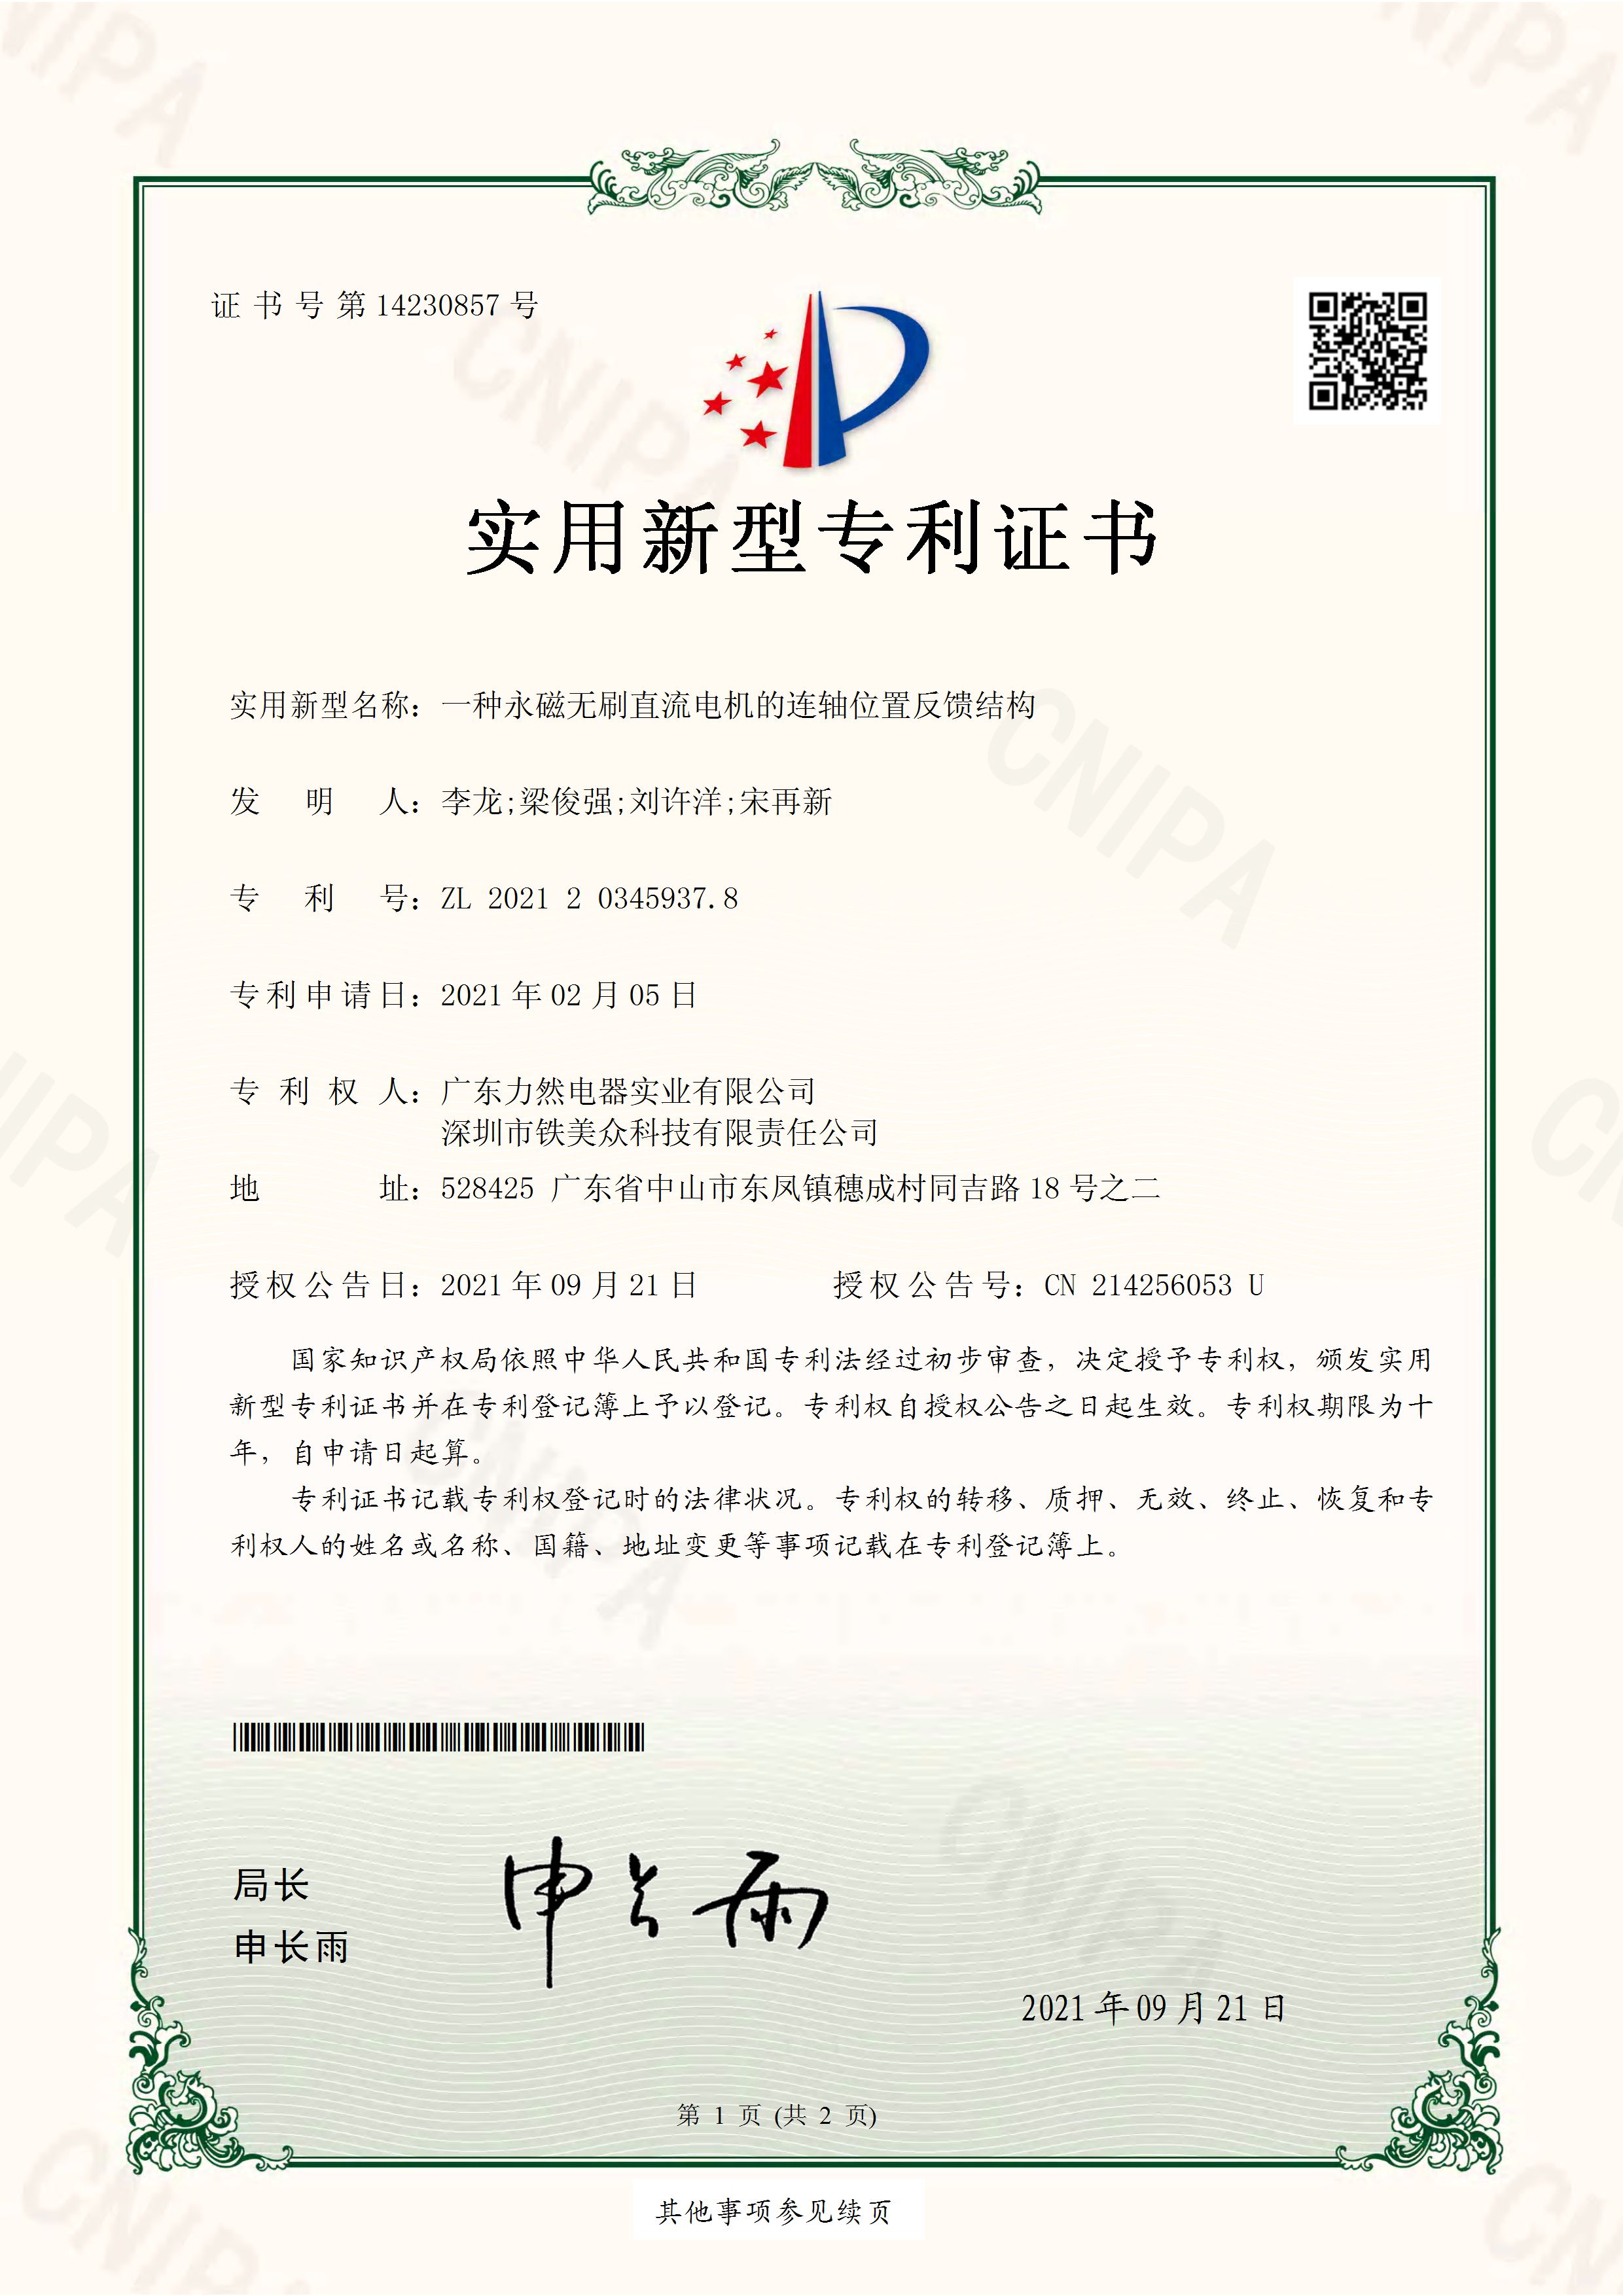 证书号第14230857号
实用新型专利证书
实用新型名称：一种永磁无刷直流电机的连轴位置反馈结构
发明人：李龙;梁俊强;刘许洋;宋再新
专利号：ZL 2021 2 0345937.8
专利申请日：2021年02月05日
专利权人：广东力然电器实业有限公司
深圳市铁美众科技有限责任公司
地址：528425 广东省中山市东凤镇穗成村同吉路18号之二
授权公告日：2021年09月21日 授权公告号：CN 214256053 U
国家知识产权局依照中华人民共和国专利法经过初步审查，决定授予专利权，颁发实用
新型专利证书并在专利登记簿上予以登记。专利权自授权公告之日起生效。专利权期限为十
年，自申请日起算。
专利证书记载专利权登记时的法律状况。专利权的转移、质押、无效、终止、恢复和专
利权人的姓名或名称、国籍、地址变更等事项记载在专利登记簿上。
局长
申长雨
申长雨
2021年09月21日
第 1 页 (共 2 页)
其他事项参见续页
CNIPA
CNIPA
CNIPA
CNIPA
CNIPA
CNIPA